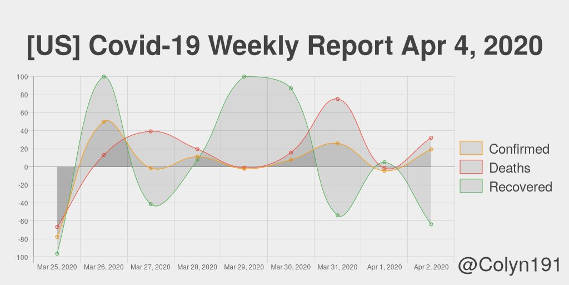 [US] Covid-19 Weekly Report Apr 4, 2020
100
80
60
40
20
0
-20
-40
-60
-80
100
Mar 25, 2020 Mar 26, 2020 Mar 27, 2020 Mar 28, 2020 Mar 29, 2020 Mar 30, 2020 Mar 31, 2020 Apr 1, 2020 Apr 2, 2020
Confirmed
Deaths
Recovered
@Colyn191